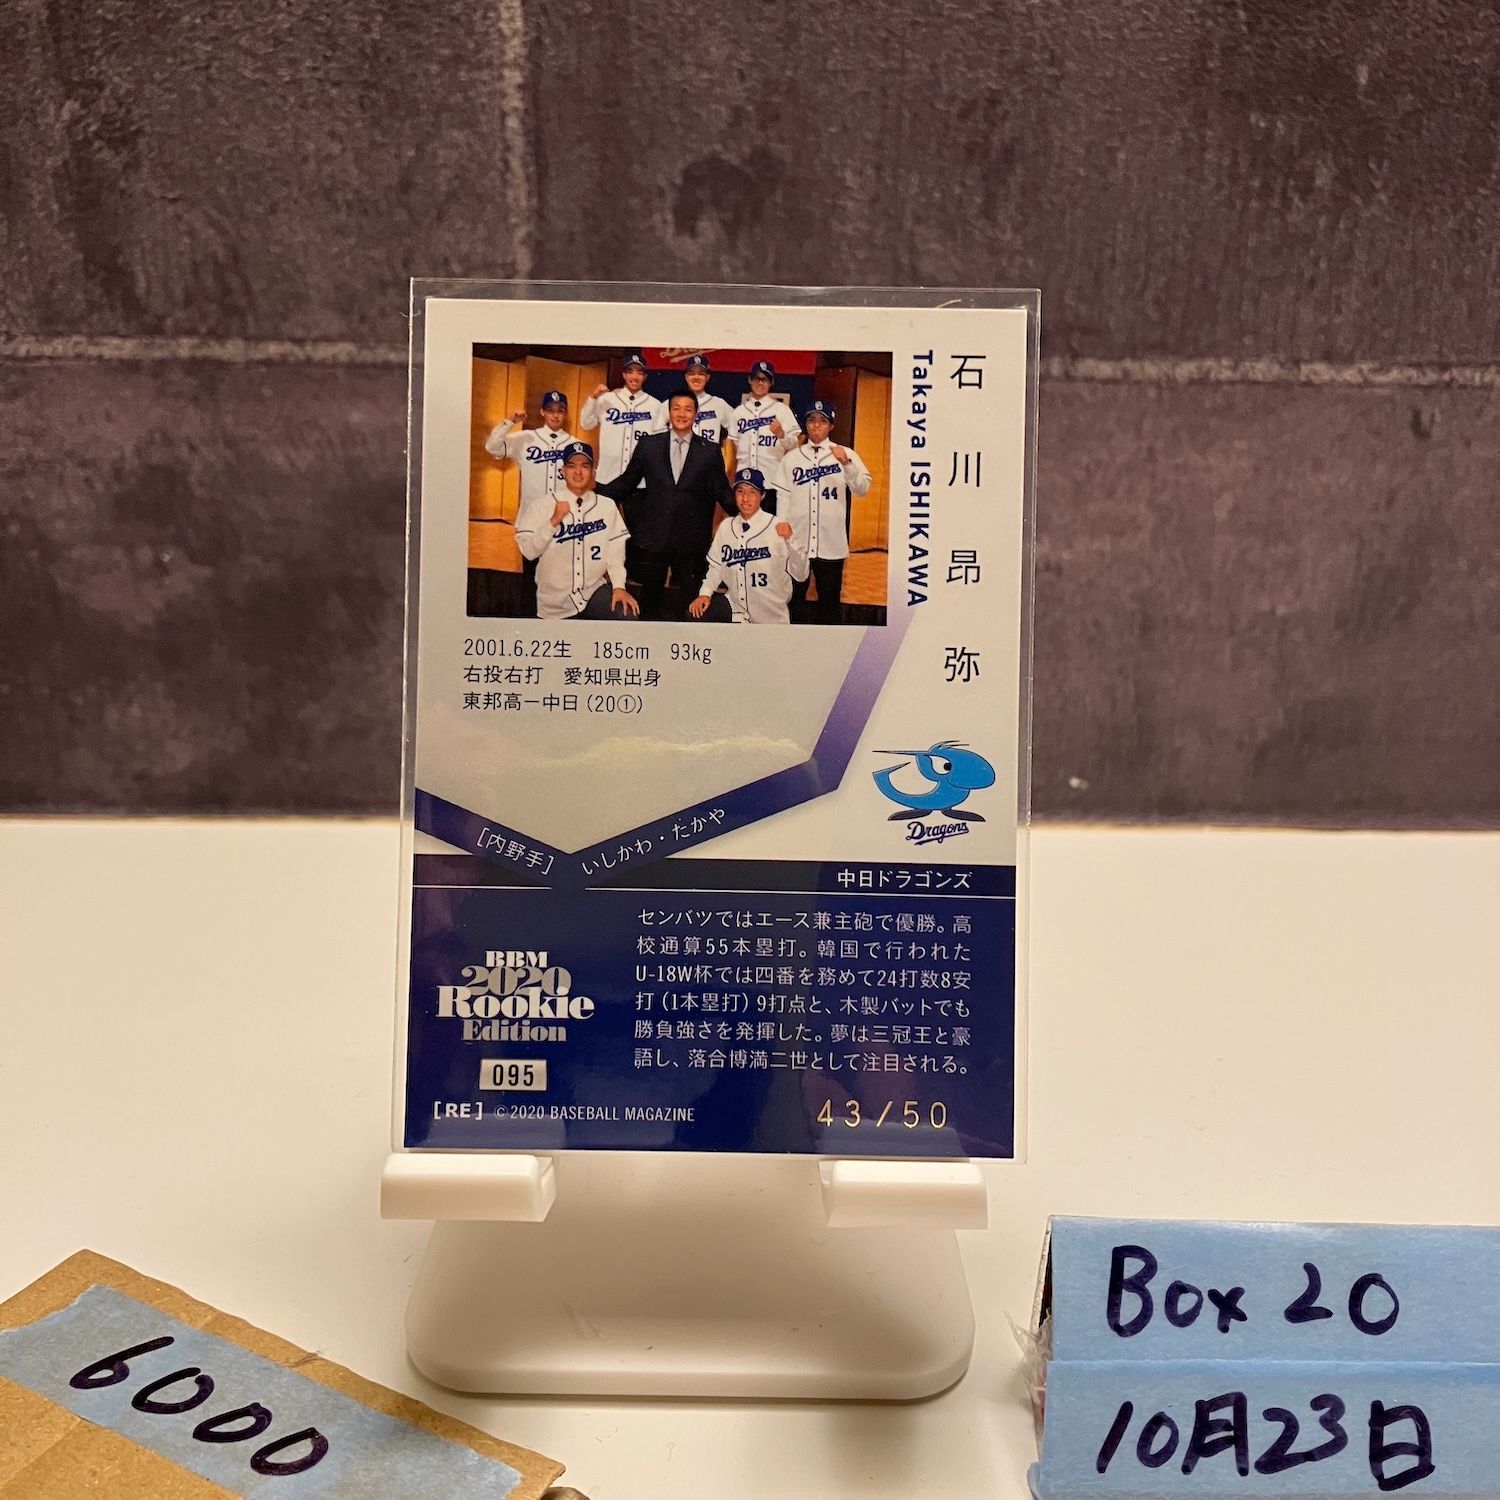 石川昂弥
Takaya ISHIKAWA
Dragons
60
62
Dragons
207
Dragons
Dragons
44
Dragons
2
Dragons
13
2001.6.22生 185cm 93kg
右投右打 愛知県出身
東邦高ー中日(20①)
Dragons
[内野手] いしかわ・たかや
中日ドラゴンズ
センバツではエース兼主砲で優勝。高
校通算55本塁打。韓国で行われた
U-18W杯では四番を務めて24打数8安
打(1本塁打)9打点と、木製バットでも
勝負強さを発揮した。夢は三冠王と豪
語し、落合博満二世として注目される。
BBM
2020
Rookie
Edition
095
[RE] © 2020 BASEBALL MAGAZINE
43/50
6000
Box 20
10月23日